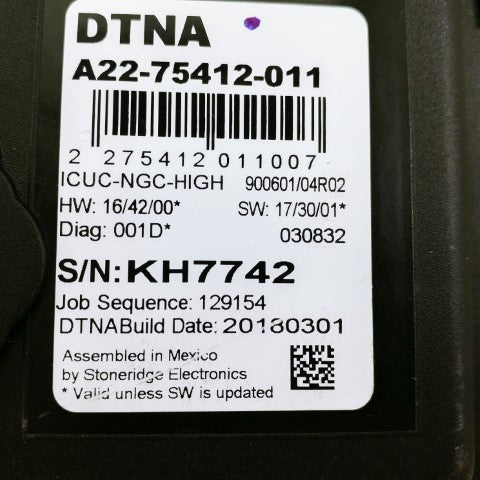 DTNA
A22-75412-011
2 275412 011007
ICUC-NGC-HIGH 900601/04R02
HW: 16/42/00* SW: 17/30/01*
Diag: 001D* 030832
S/N: KH7742
Job Sequence: 129154
DTNABuild Date: 20180301
Assembled in Mexico
by Stoneridge Electronics
* Valid unless SW is updated